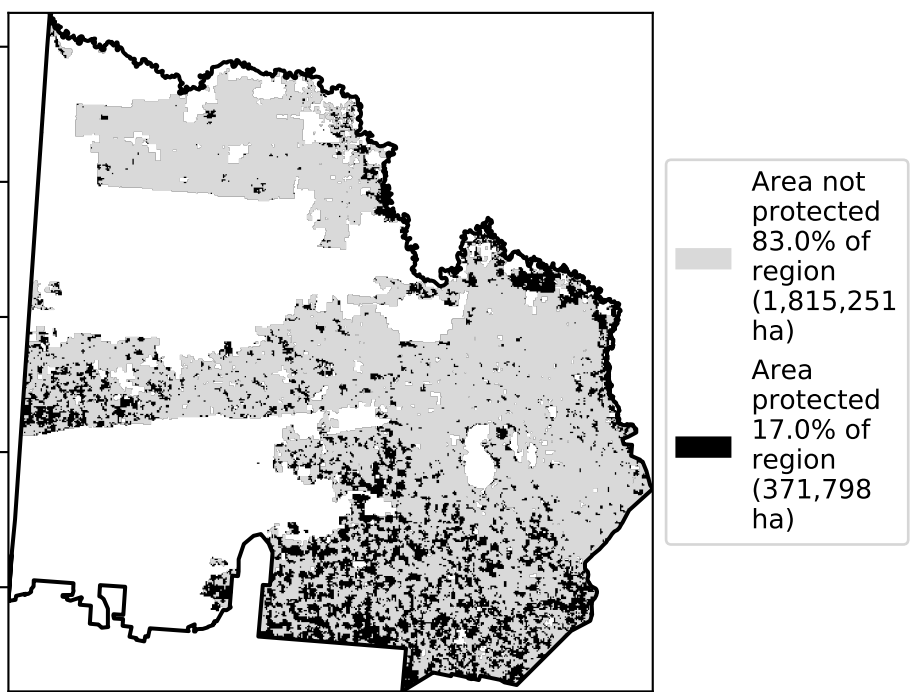 Area not
protected
83.0% of
region
(1,815,251
ha)
Area
protected
17.0% of
region
(371,798
ha)